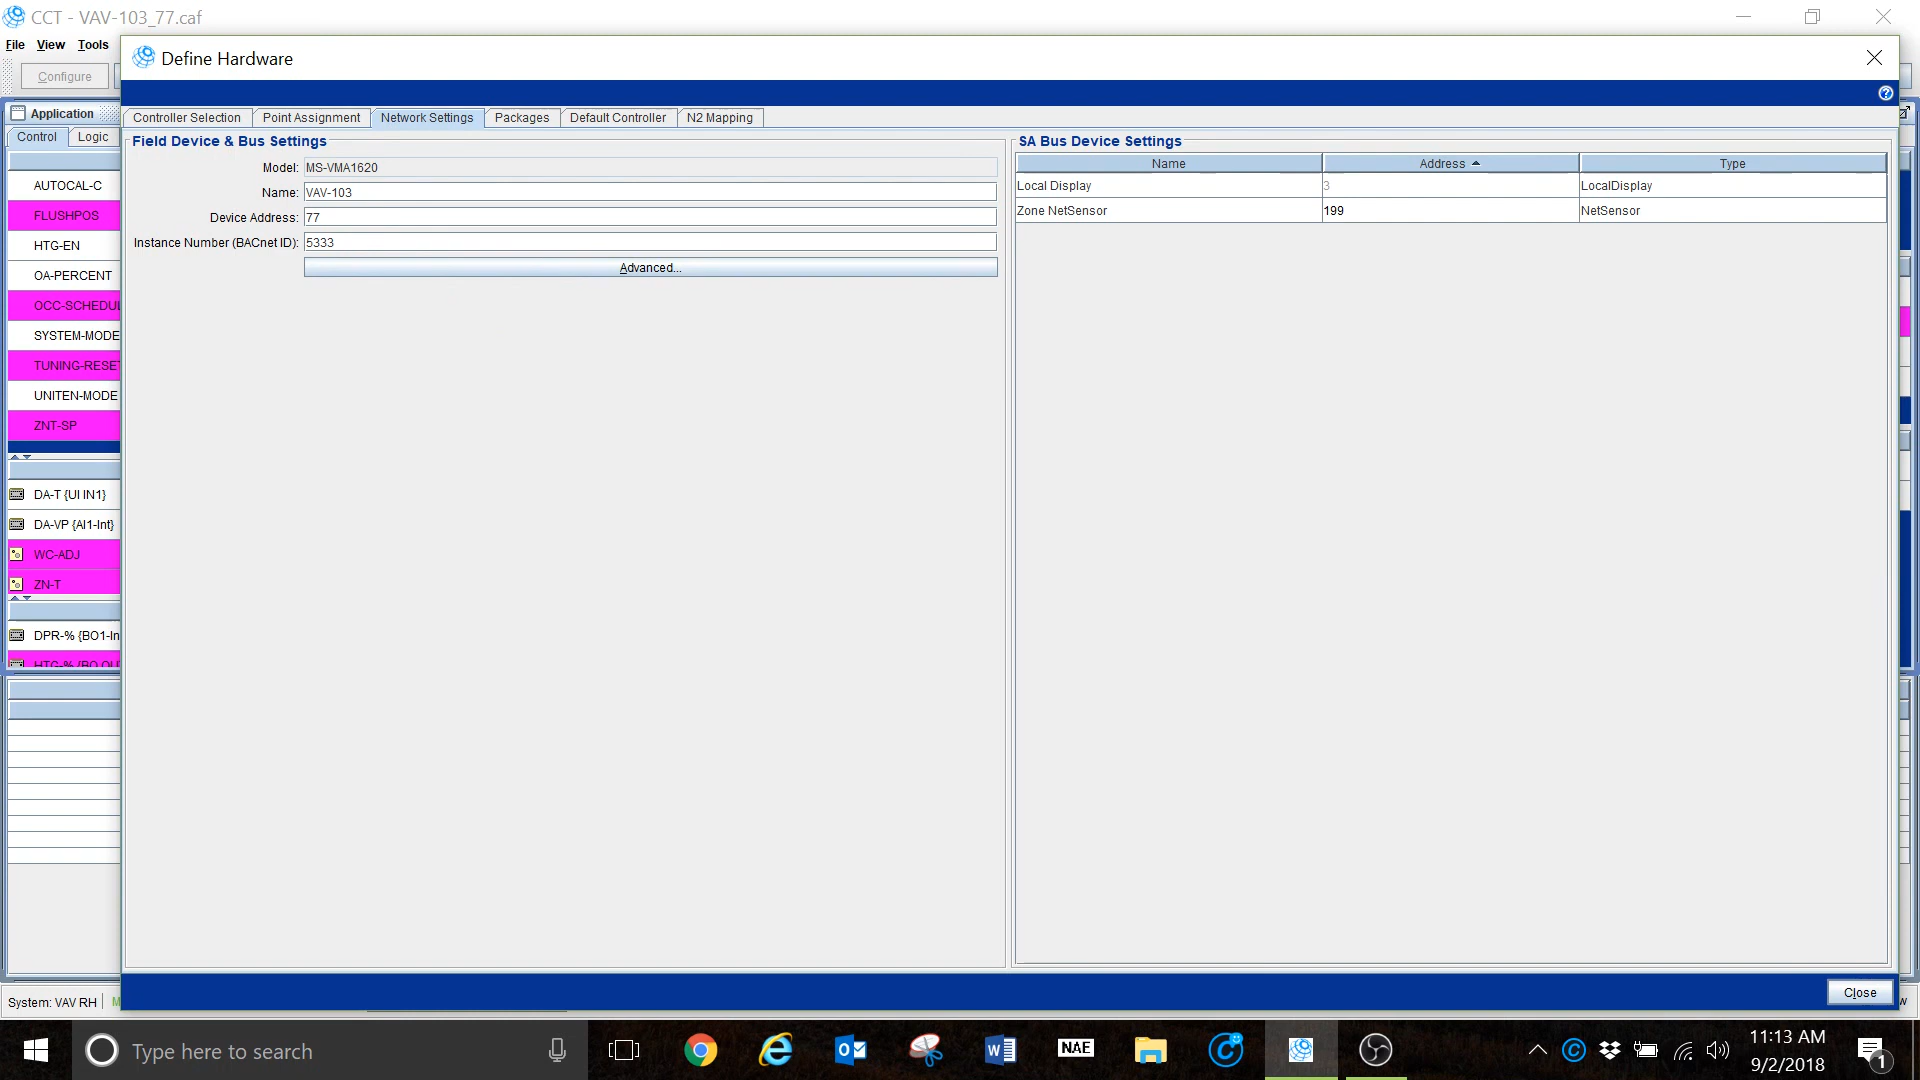 CCT - VAV-103_77.caf
File View Tools
Configure
Define Hardware
Application
Control Logic
Controller Selection Point Assignment Network Settings Packages Default Controller N2 Mapping
Field Device & Bus Settings
Model: MS-VMA1620
Name: VAV-103
Device Address: 77
Instance Number (BACnet ID): 5333
Advanced...
SA Bus Device Settings
Name Address Type
Local Display 3 LocalDisplay
Zone NetSensor 199 NetSensor
AUTOCAL-C
FLUSHPOS
HTG-EN
OA-PERCENT
OCC-SCHEDUL
SYSTEM-MODE
TUNING-RESET
UNITEN-MODE
ZNT-SP
DA-T {UI IN1}
DA-VP {AI1-Int}
WC-ADJ
ZN-T
DPR-% {BO1-In
HTG-% {BO OU
Close
System: VAV RH
Type here to search
NAE
11:13 AM
9/2/2018
1